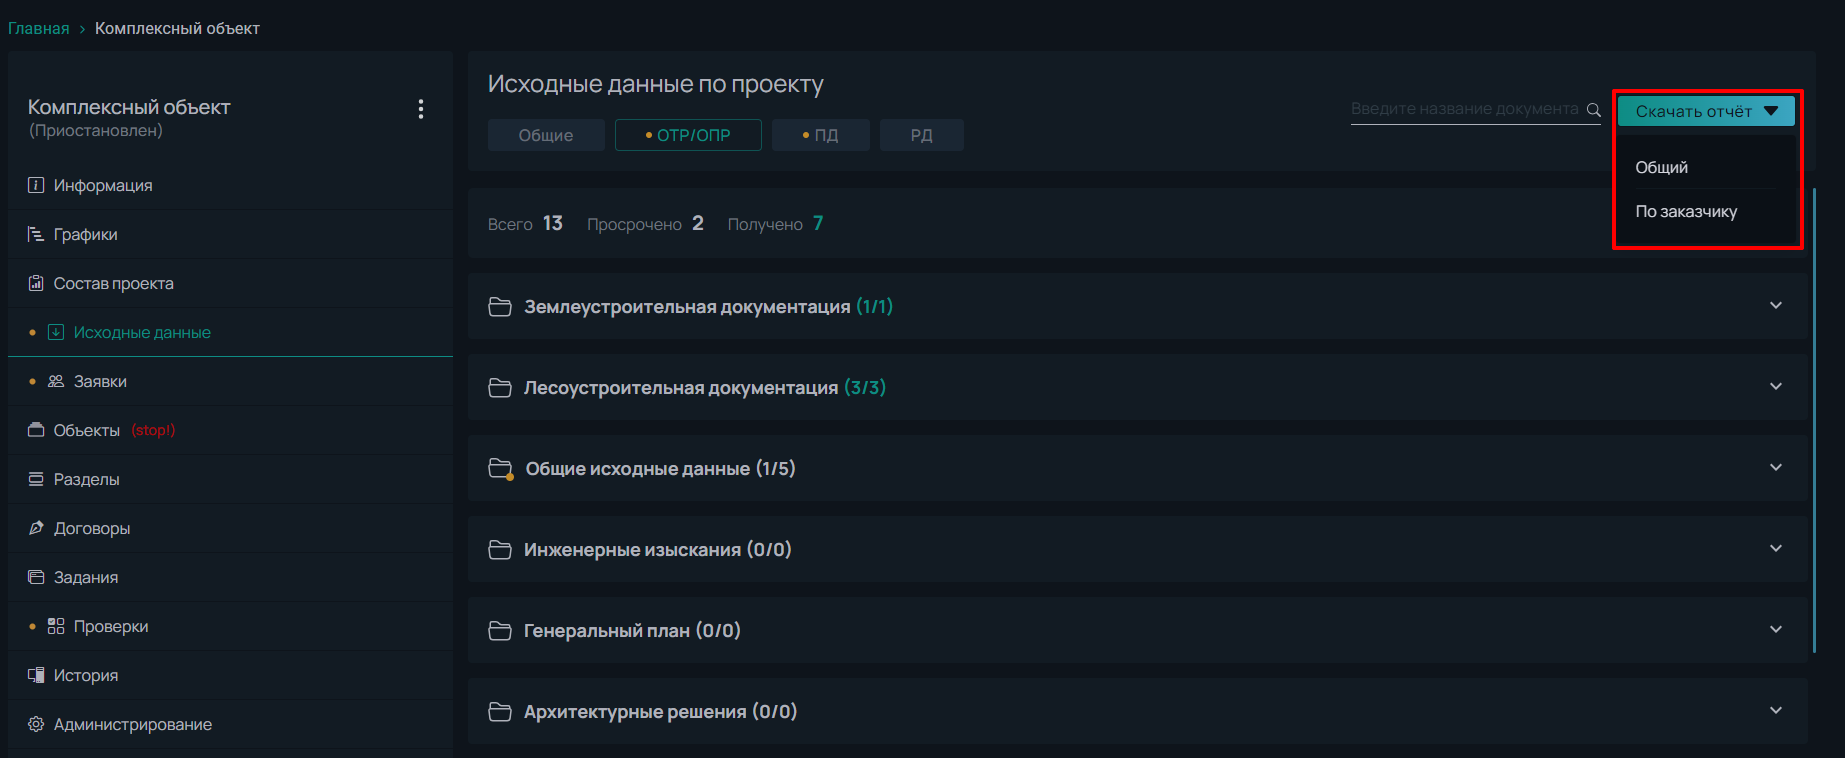 Главная › Комплексный объект
Комплексный объект
(Приостановлен)
Информация
Графики
Состав проекта
Исходные данные
Заявки
Объекты (stop!)
Разделы
Договоры
Задания
Проверки
История
Администрирование
Исходные данные по проекту
Общие
ОТР/ОПР
ПД
РД
Введите название документа
Скачать отчёт
Общий
По заказчику
Всего 13 Просрочено 2 Получено 7
Землеустроительная документация (1/1)
Лесоустроительная документация (3/3)
Общие исходные данные (1/5)
Инженерные изыскания (0/0)
Генеральный план (0/0)
Архитектурные решения (0/0)